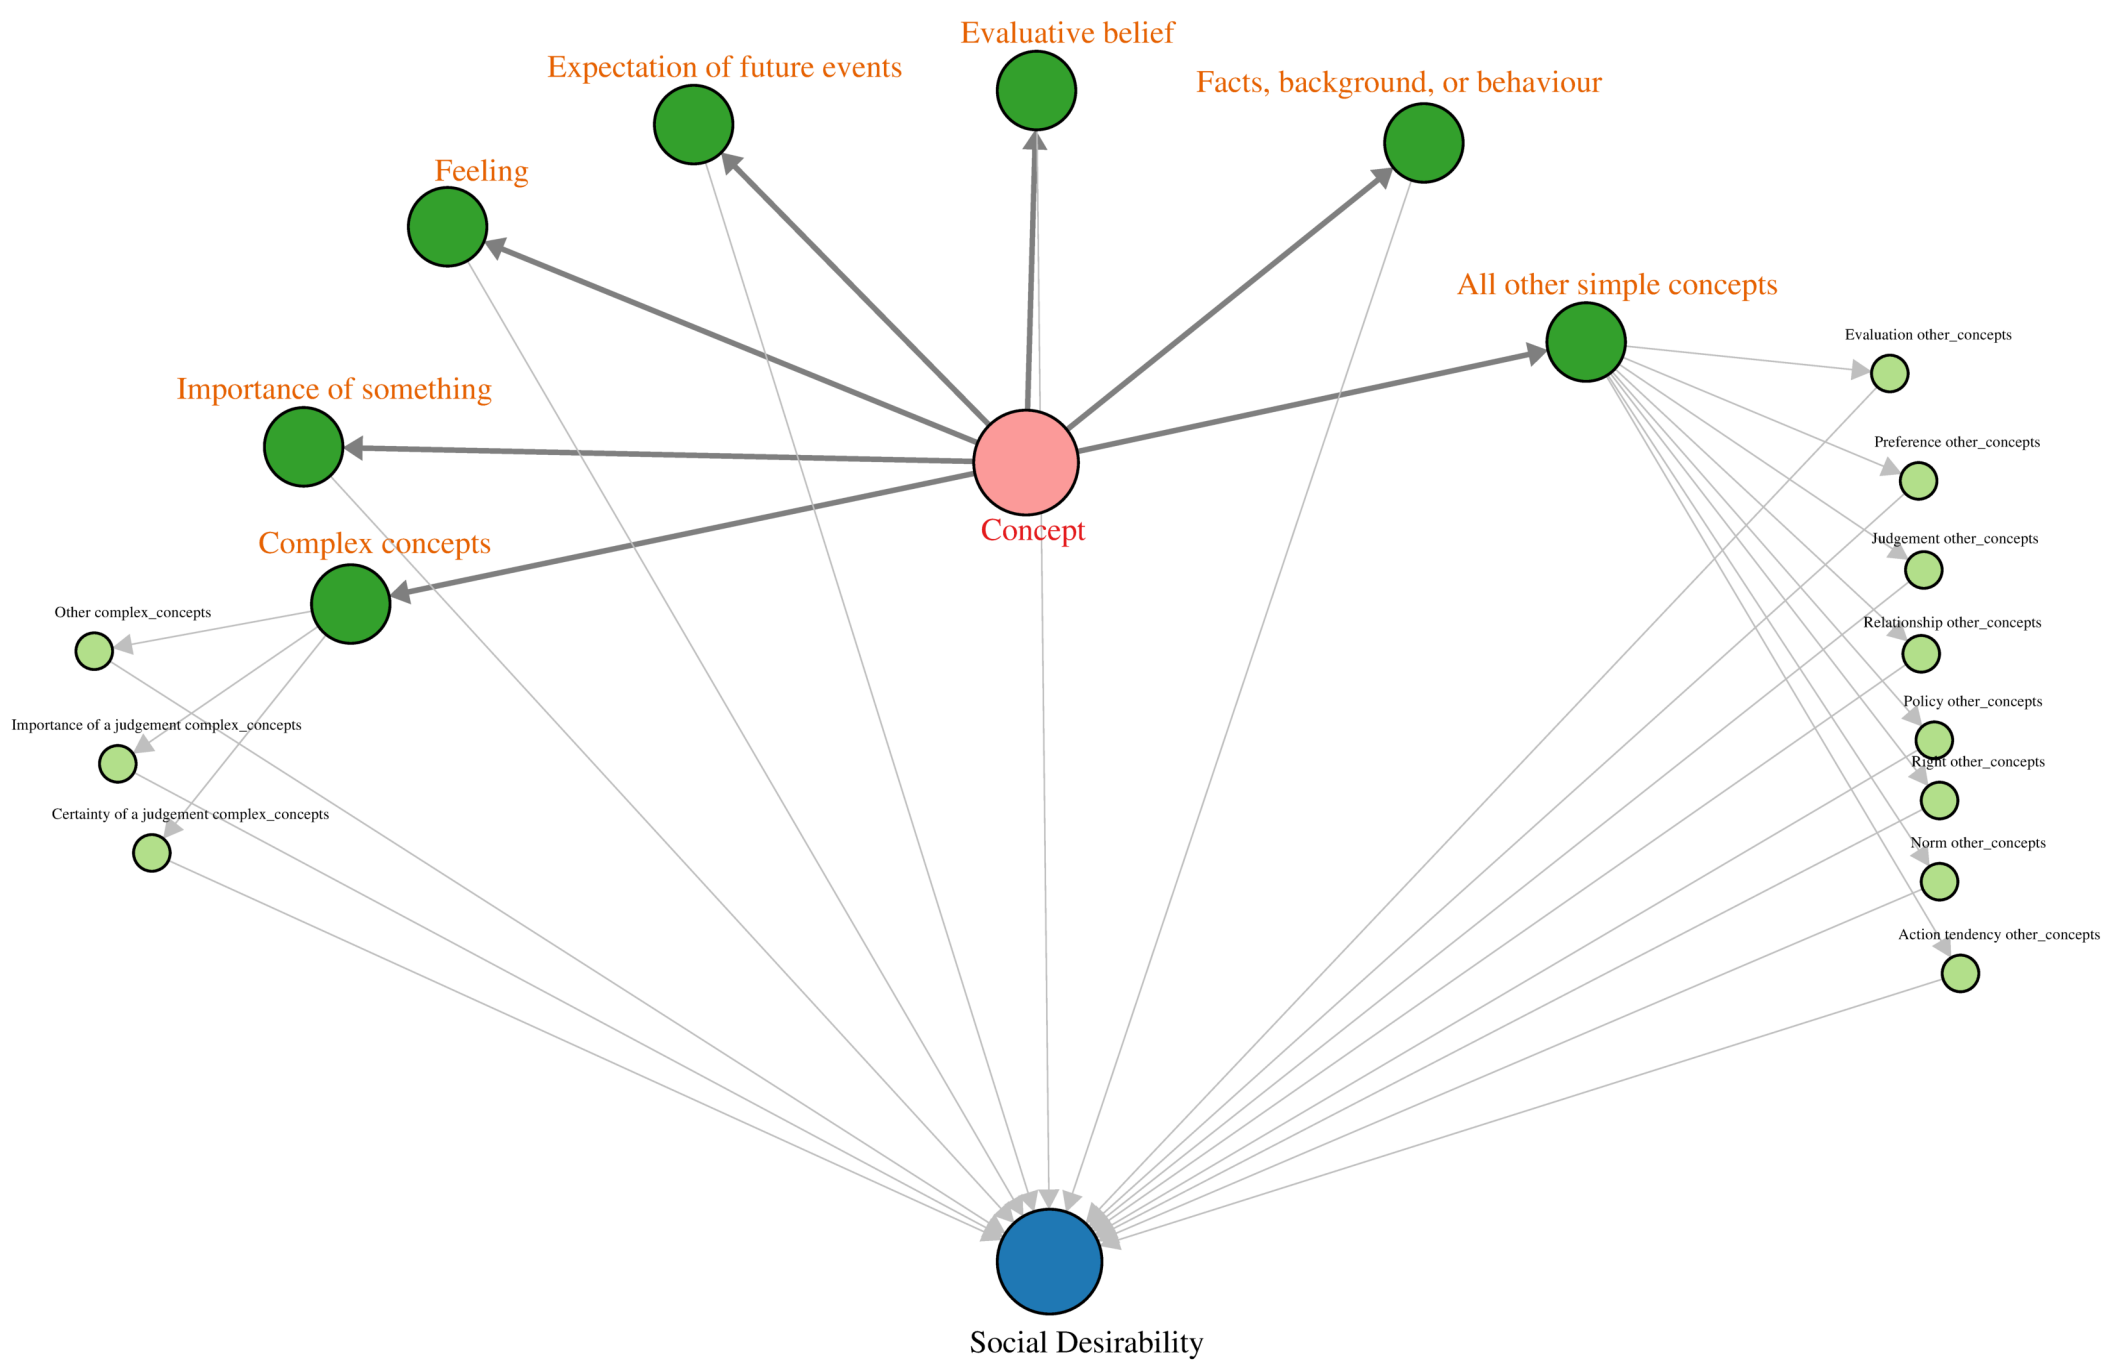 Evaluative belief
Expectation of future events
Facts, background, or behaviour
Feeling
All other simple concepts
Evaluation other_concepts
Importance of something
Preference other_concepts
Concept
Judgement other_concepts
Complex concepts
Other complex_concepts
Relationship other_concepts
Policy other_concepts
Importance of a judgement complex_concepts
Right other_concepts
Certainty of a judgement complex_concepts
Norm other_concepts
Action tendency other_concepts
Social Desirability